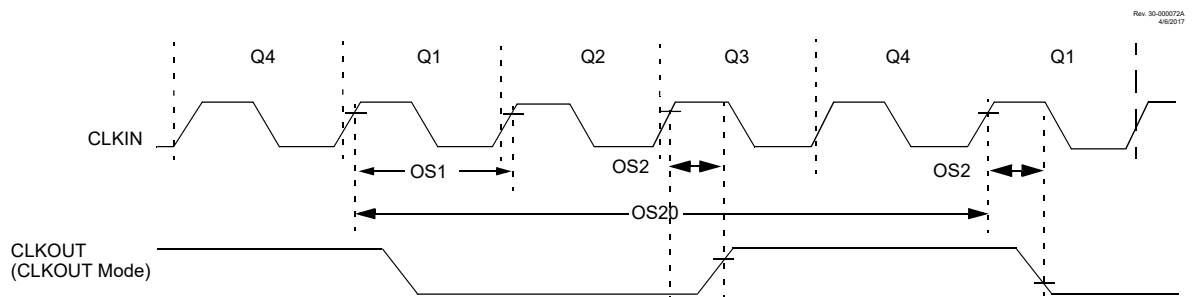 Rev. 30-000072A
4/6/2017
Q4 Q1 Q2 Q3 Q4 Q1
CLKIN
OS1 OS2 OS2
OS20
CLKOUT
(CLKOUT Mode)